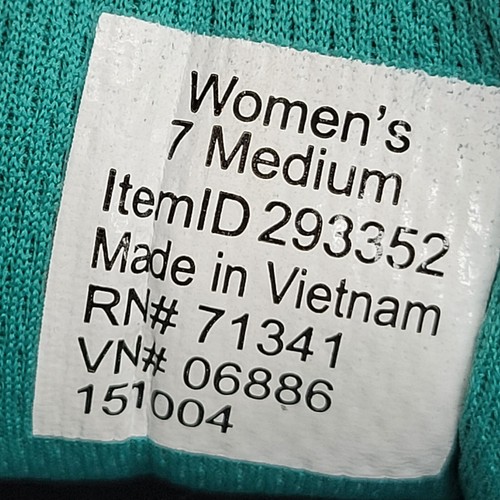 Women's
7 Medium
ItemID 293352
Made in Vietnam
RN# 71341
VN# 06886
151004